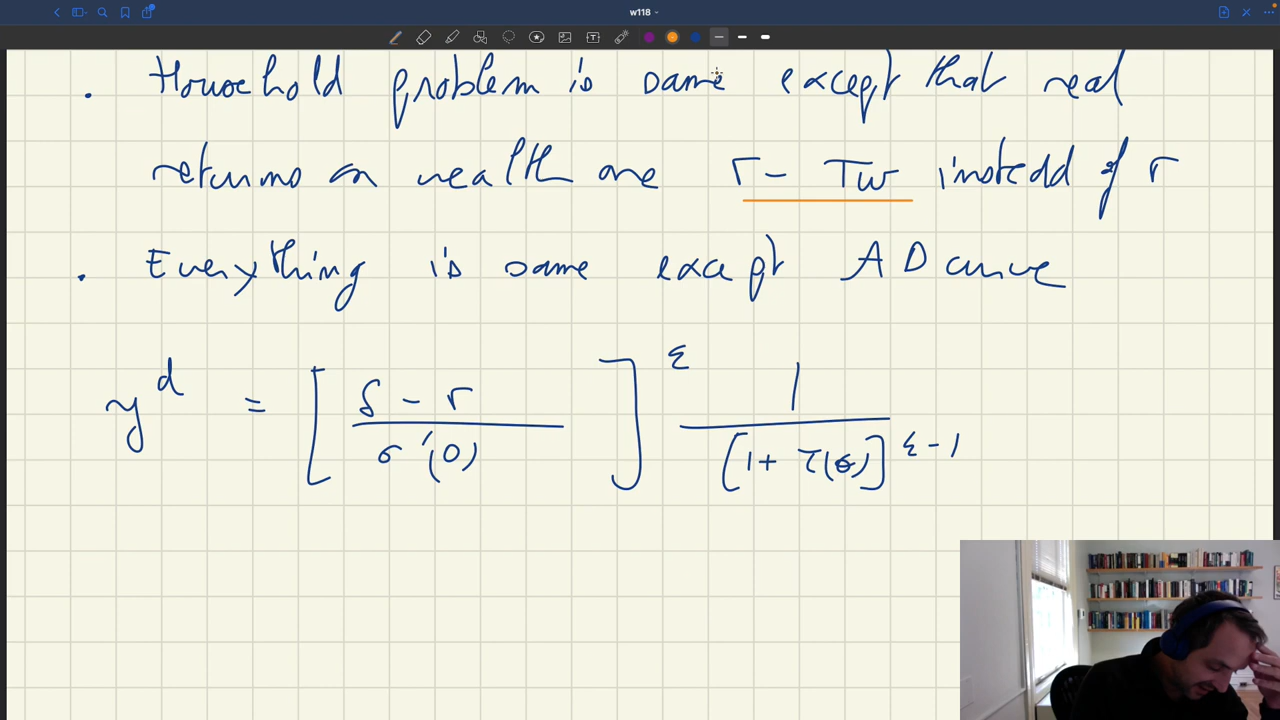 w118
. Household problem is same except that real
returns on wealth are r - τw instead of r
. Everything is same except AD curve
y^d = [ (δ - r) / (σ'(0)) ]^ε 1 / [1 + τ(θ)]^(ε - 1)